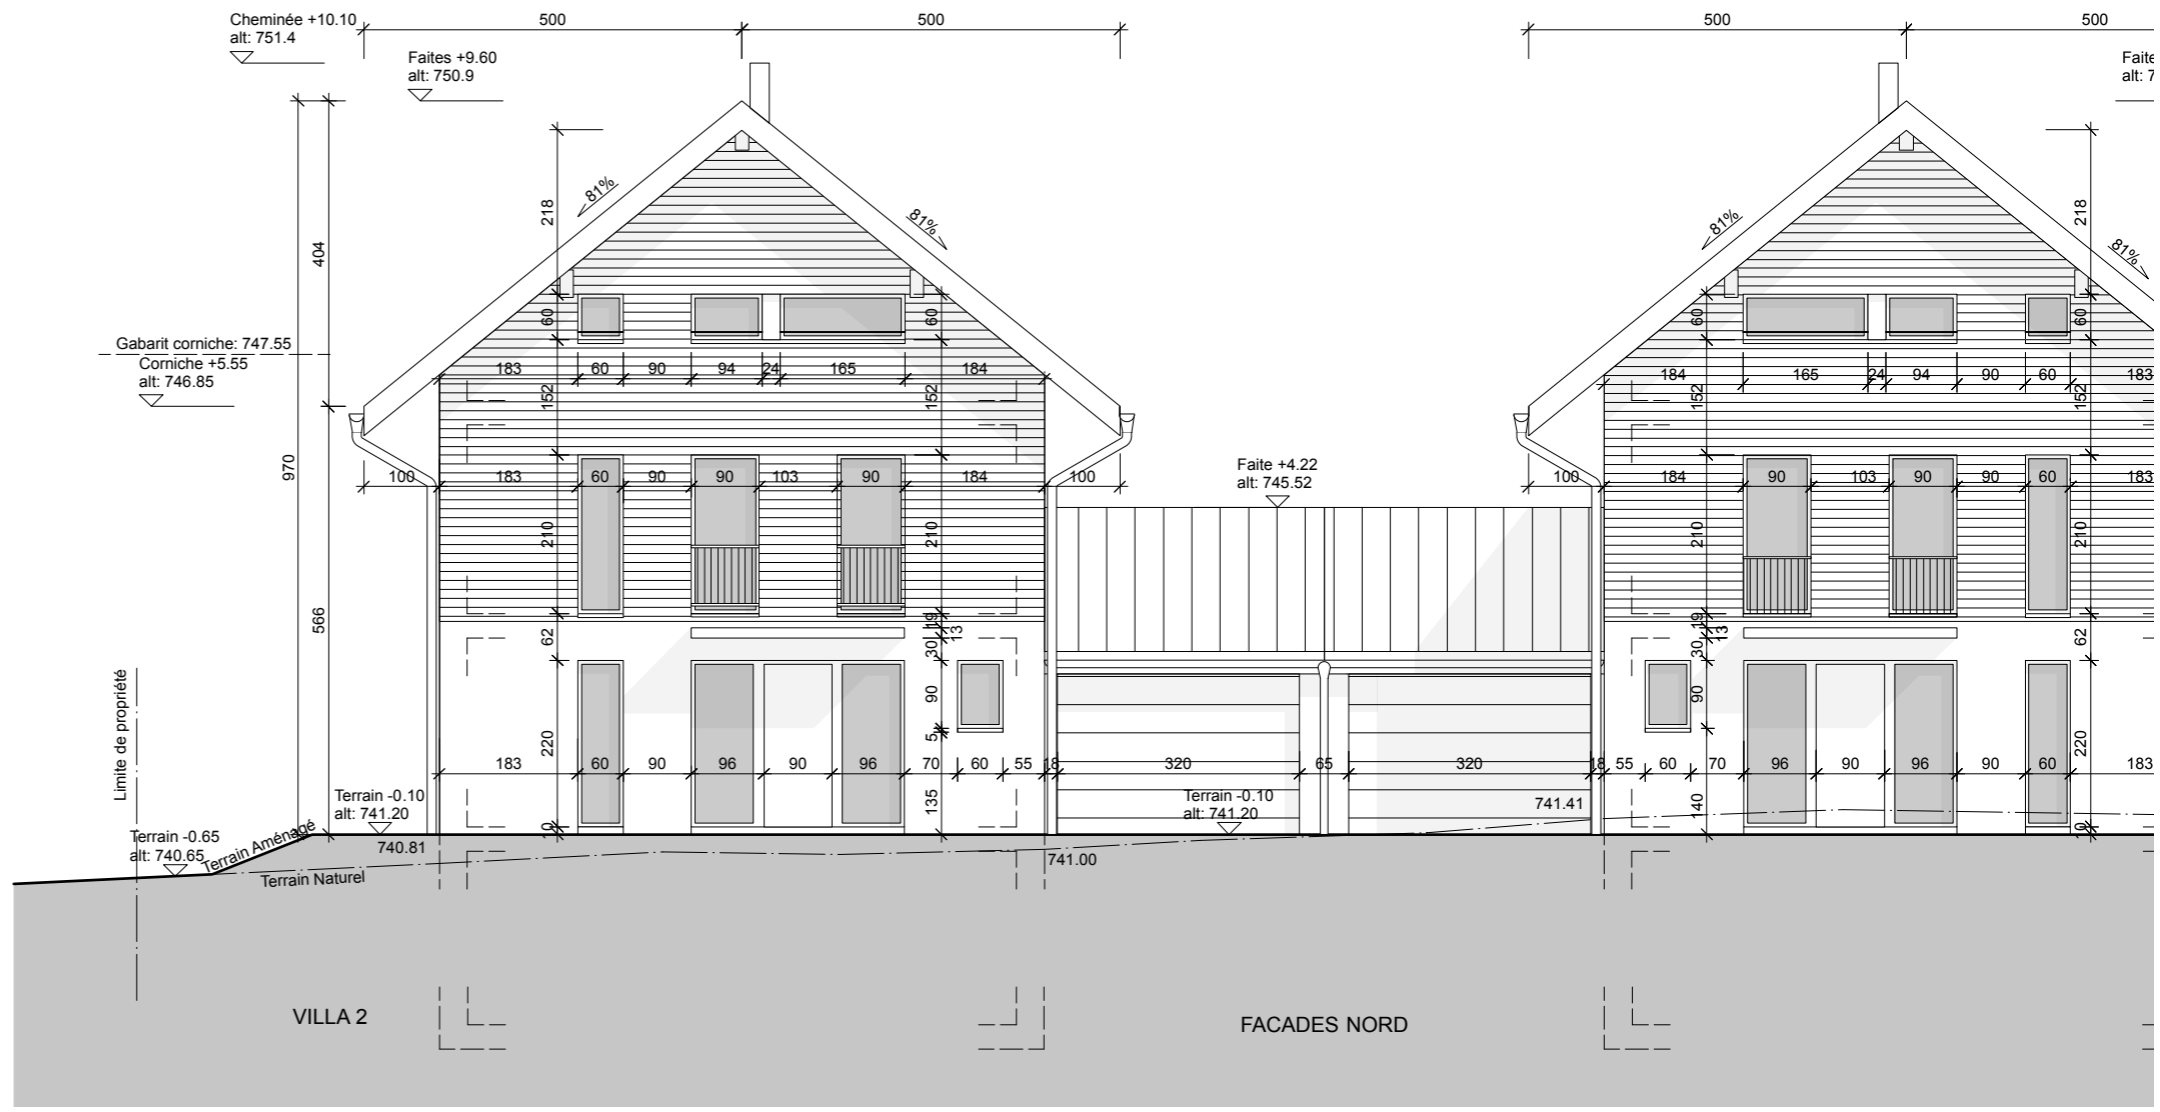 Cheminée +10.10
alt: 751.4
500
500
500
500
Faites +9.60
alt: 750.9
Faite
alt: 7
81%
81%
81%
81%
218
218
404
60
60
60
60
Gabarit corniche: 747.55
Corniche +5.55
alt: 746.85
183 60 90 94 24 165 184
184 165 24 94 90 60 183
152
152
152
152
970
566
100 183 60 90 90 103 90 184 100
Faite +4.22
alt: 745.52
100 184 90 103 90 90 60 183
210
210
210
210
62
19
13
30
19
13
30
62
Limite de propriété
220
90
5
90
220
183 60 90 96 90 96 70 60 55 18 320 65 320 18 55 60 70 96 90 96 90 60 183
Terrain -0.10
alt: 741.20
135
10
Terrain -0.10
alt: 741.20
741.41
140
10
Terrain -0.65
alt: 740.65
Terrain Aménagé
740.81
741.00
Terrain Naturel
VILLA 2
FACADES NORD